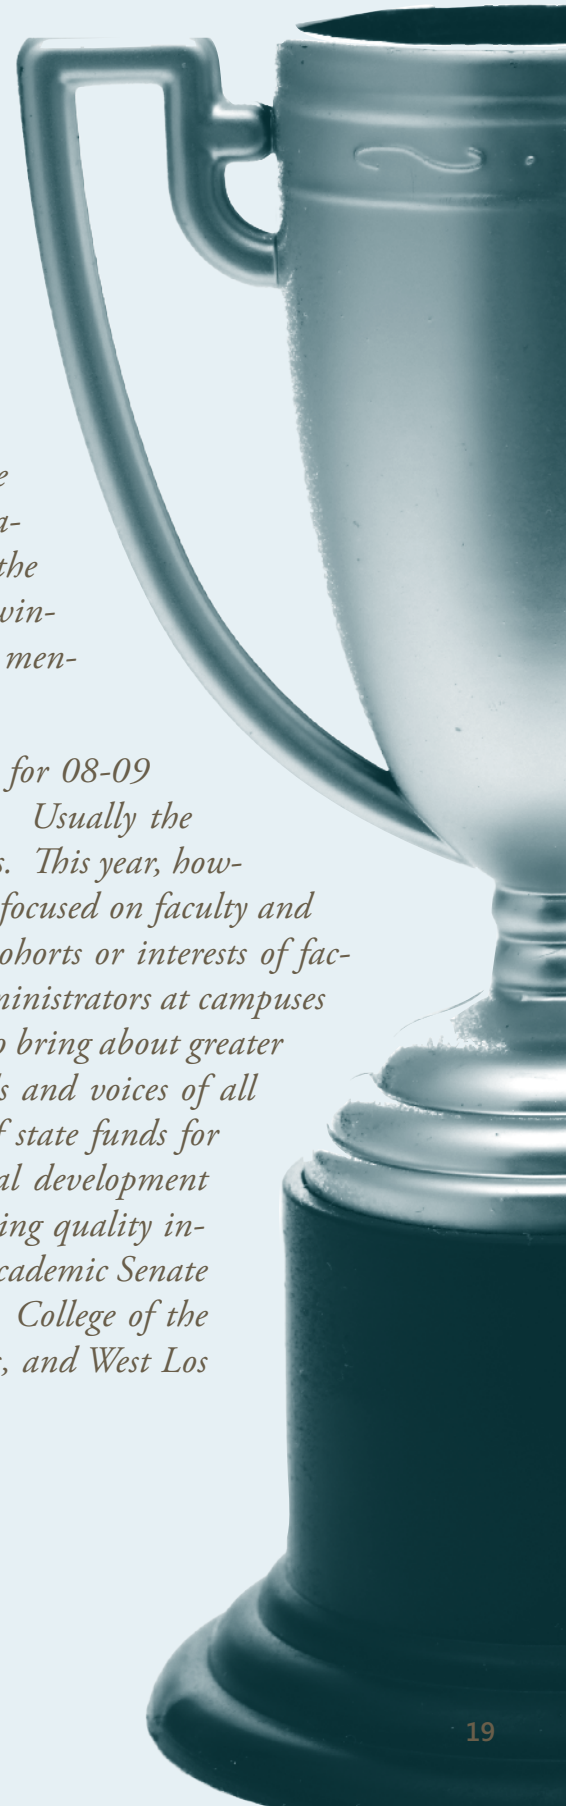 the
win-
men-
for 08-09
Usually the
s. This year, how-
focused on faculty and
ohorts or interests of fac-
ministrators at campuses
o bring about greater
s and voices of all
f state funds for
al development
ing quality in-
cademic Senate
College of the
s, and West Los
19